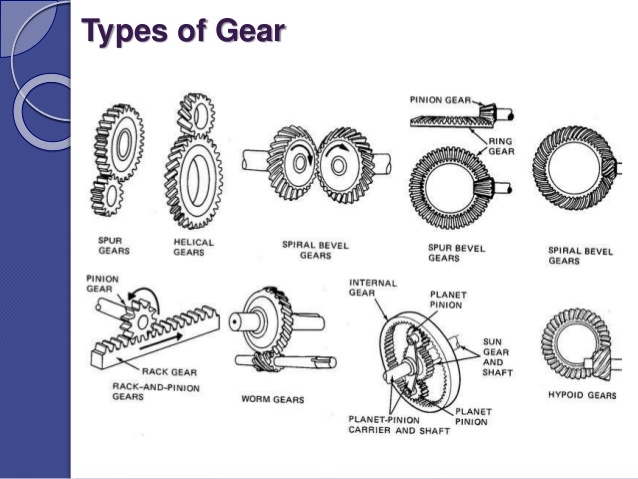 Types of Gear
PINION GEAR
RING
GEAR
SPUR
GEARS
HELICAL
GEARS
SPIRAL BEVEL
GEARS
SPUR BEVEL
GEARS
SPIRAL BEVEL
GEARS
PINION
GEAR
RACK GEAR
RACK-AND-PINION
GEARS
WORM GEARS
INTERNAL
GEAR
PLANET
PINION
SUN
GEAR
AND
SHAFT
PLANET
PINION
PLANET-PINION
CARRIER AND SHAFT
HYPOID GEARS